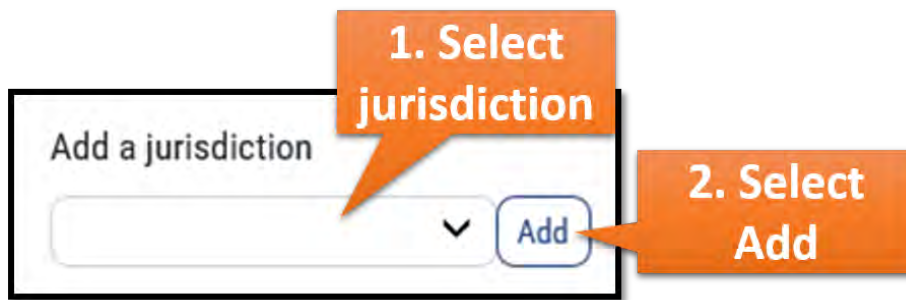 1. Select
jurisdiction
Add a jurisdiction
Add
2. Select
Add